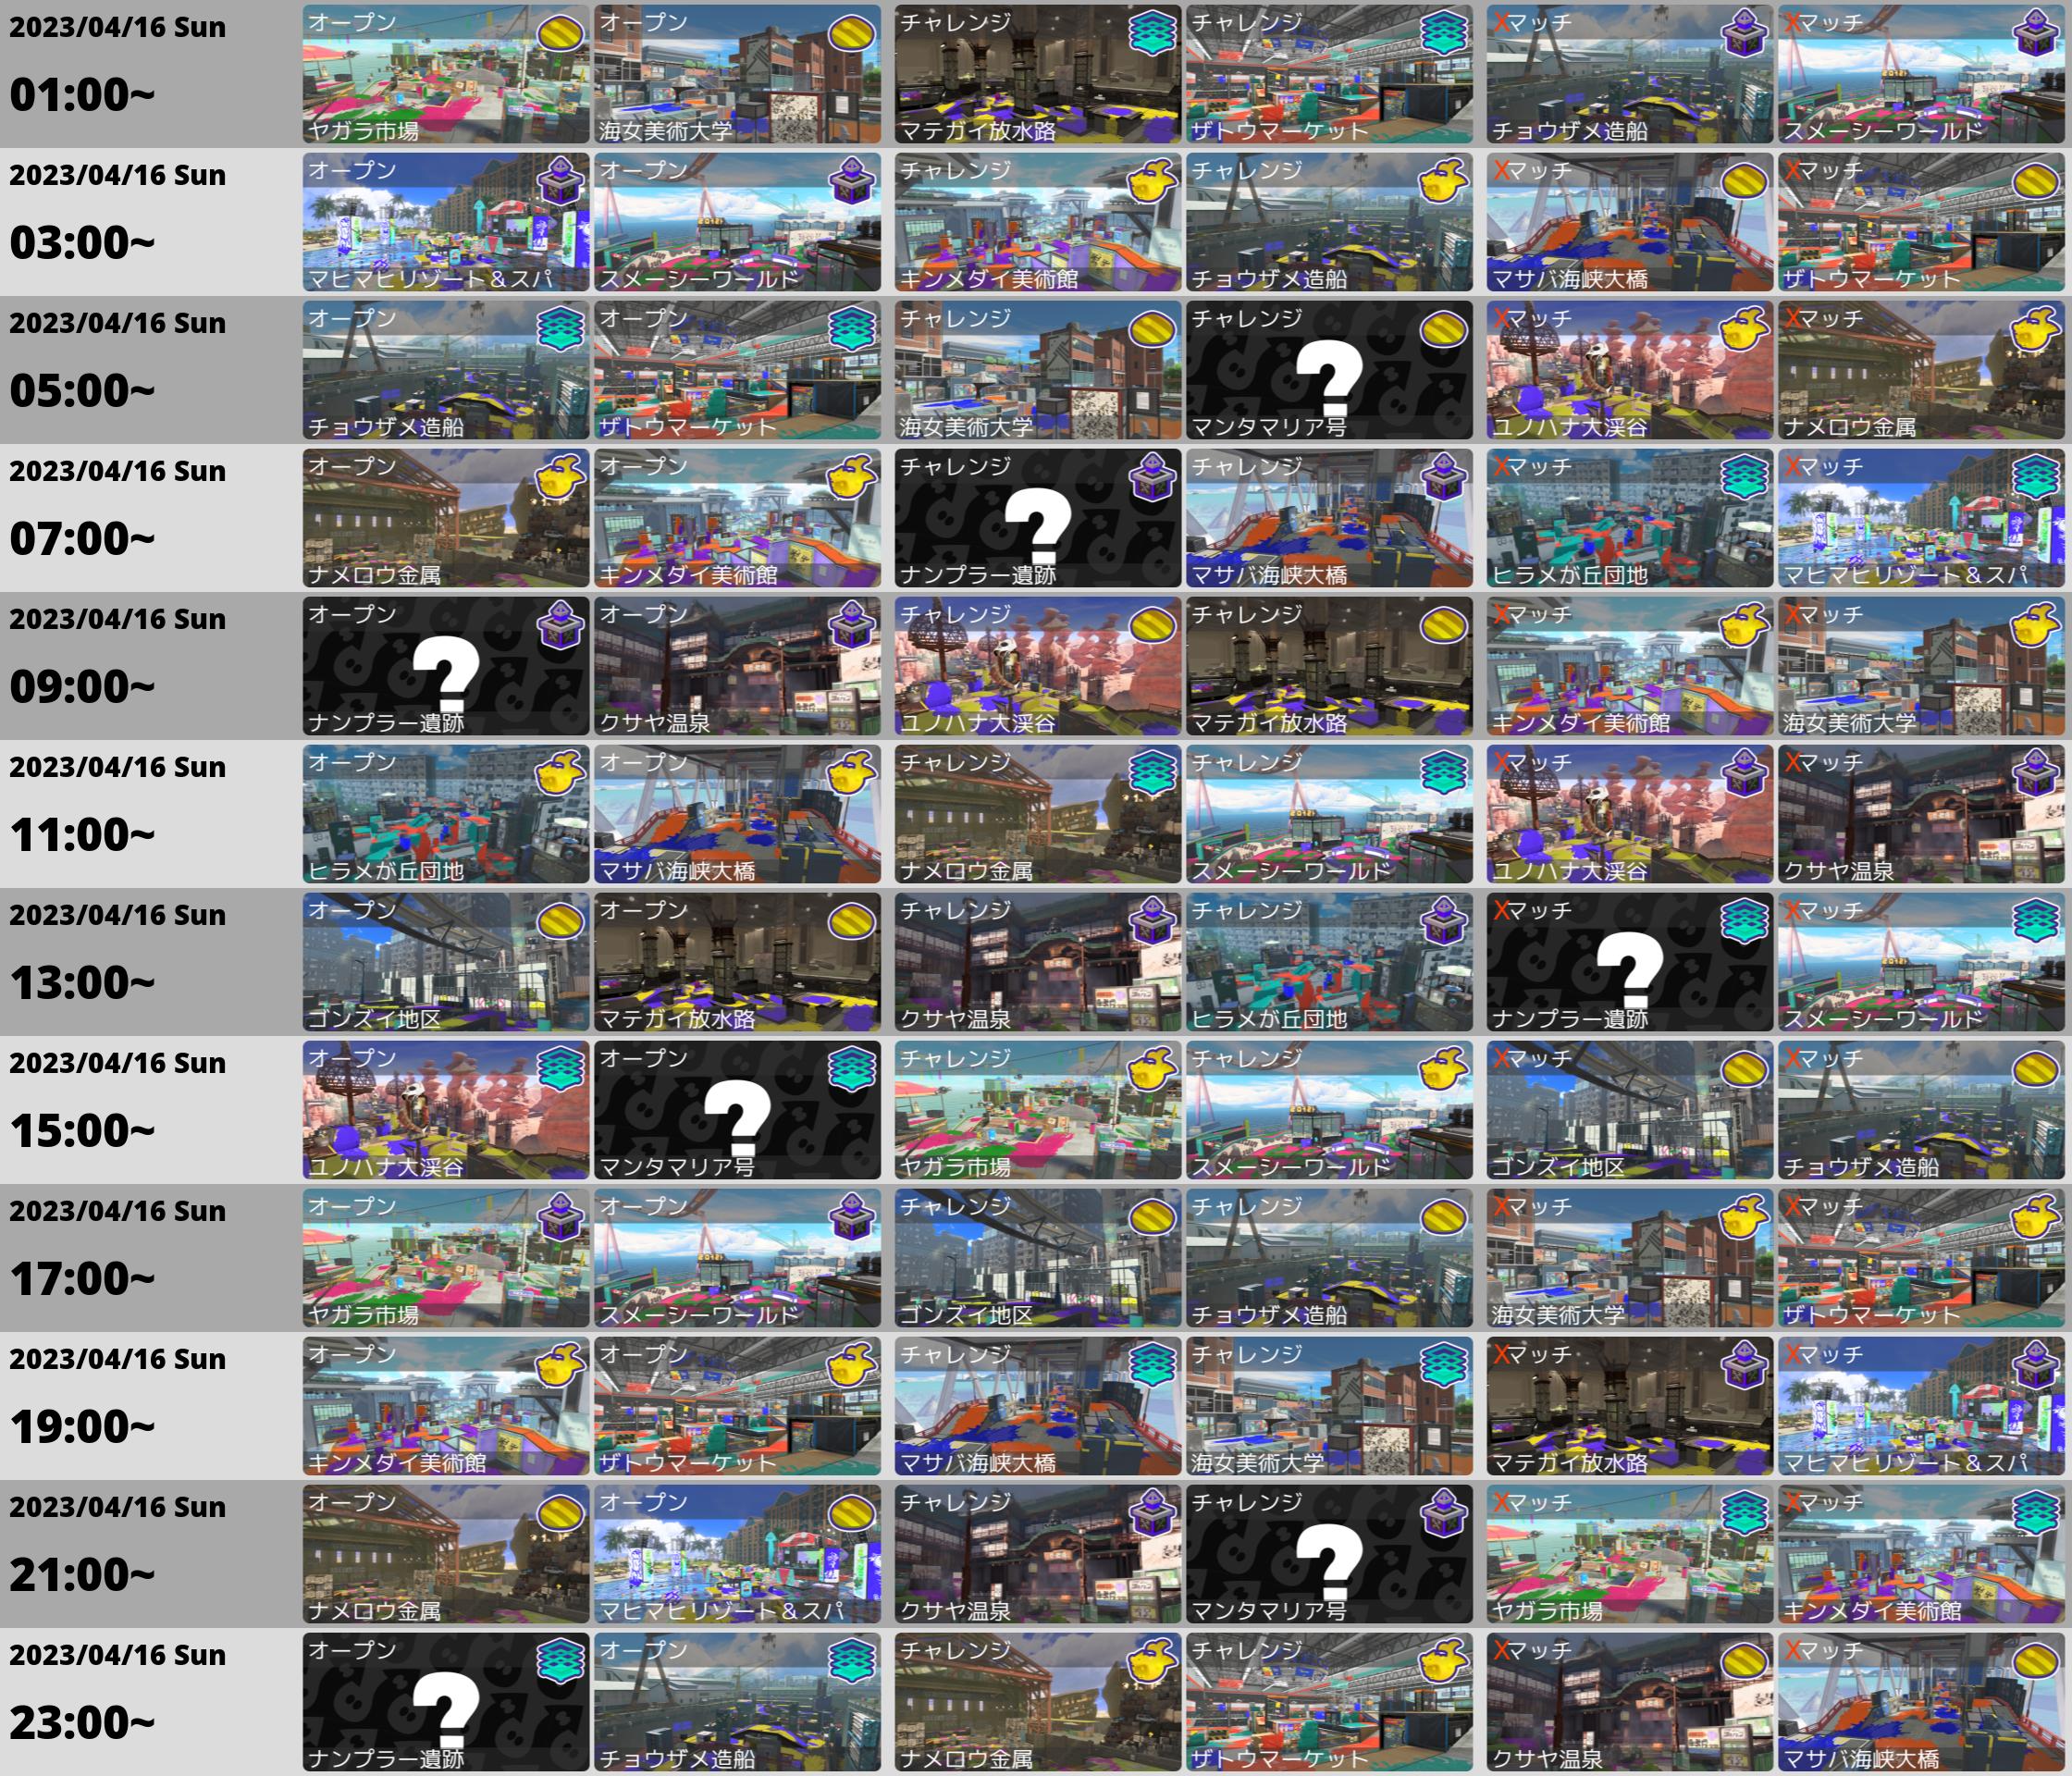 2023/04/16 Sun
01:00~
オープン
ヤガラ市場
オープン
海女美術大学
チャレンジ
マテガイ放水路
チャレンジ
ザトウマーケット
Xマッチ
チョウザメ造船
Xマッチ
スメーシーワールド
2023/04/16 Sun
03:00~
オープン
マヒマヒリゾート＆スパ
オープン
スメーシーワールド
チャレンジ
キンメダイ美術館
チャレンジ
チョウザメ造船
Xマッチ
マサバ海峡大橋
Xマッチ
ザトウマーケット
2023/04/16 Sun
05:00~
オープン
チョウザメ造船
オープン
ザトウマーケット
チャレンジ
海女美術大学
チャレンジ
?
マンタマリア号
Xマッチ
ユノハナ大渓谷
Xマッチ
ナメロウ金属
2023/04/16 Sun
07:00~
オープン
ナメロウ金属
オープン
キンメダイ美術館
チャレンジ
?
ナンプラー遺跡
チャレンジ
マサバ海峡大橋
Xマッチ
ヒラメが丘団地
Xマッチ
マヒマヒリゾート＆スパ
2023/04/16 Sun
09:00~
オープン
?
ナンプラー遺跡
オープン
クサヤ温泉
チャレンジ
ユノハナ大渓谷
チャレンジ
マテガイ放水路
Xマッチ
キンメダイ美術館
Xマッチ
海女美術大学
2023/04/16 Sun
11:00~
オープン
ヒラメが丘団地
オープン
マサバ海峡大橋
チャレンジ
ナメロウ金属
チャレンジ
スメーシーワールド
Xマッチ
ユノハナ大渓谷
Xマッチ
クサヤ温泉
2023/04/16 Sun
13:00~
オープン
ゴンズイ地区
オープン
マテガイ放水路
チャレンジ
クサヤ温泉
チャレンジ
ヒラメが丘団地
Xマッチ
?
ナンプラー遺跡
Xマッチ
スメーシーワールド
2023/04/16 Sun
15:00~
オープン
ユノハナ大渓谷
オープン
?
マンタマリア号
チャレンジ
ヤガラ市場
チャレンジ
スメーシーワールド
Xマッチ
ゴンズイ地区
Xマッチ
チョウザメ造船
2023/04/16 Sun
17:00~
オープン
ヤガラ市場
オープン
スメーシーワールド
チャレンジ
ゴンズイ地区
チャレンジ
チョウザメ造船
Xマッチ
海女美術大学
Xマッチ
ザトウマーケット
2023/04/16 Sun
19:00~
オープン
キンメダイ美術館
オープン
ザトウマーケット
チャレンジ
マサバ海峡大橋
チャレンジ
海女美術大学
Xマッチ
マテガイ放水路
Xマッチ
マヒマヒリゾート＆スパ
2023/04/16 Sun
21:00~
オープン
ナメロウ金属
オープン
マヒマヒリゾート＆スパ
チャレンジ
クサヤ温泉
チャレンジ
?
マンタマリア号
Xマッチ
ヤガラ市場
Xマッチ
キンメダイ美術館
2023/04/16 Sun
23:00~
オープン
?
ナンプラー遺跡
オープン
チョウザメ造船
チャレンジ
ナメロウ金属
チャレンジ
ザトウマーケット
Xマッチ
クサヤ温泉
Xマッチ
マサバ海峡大橋